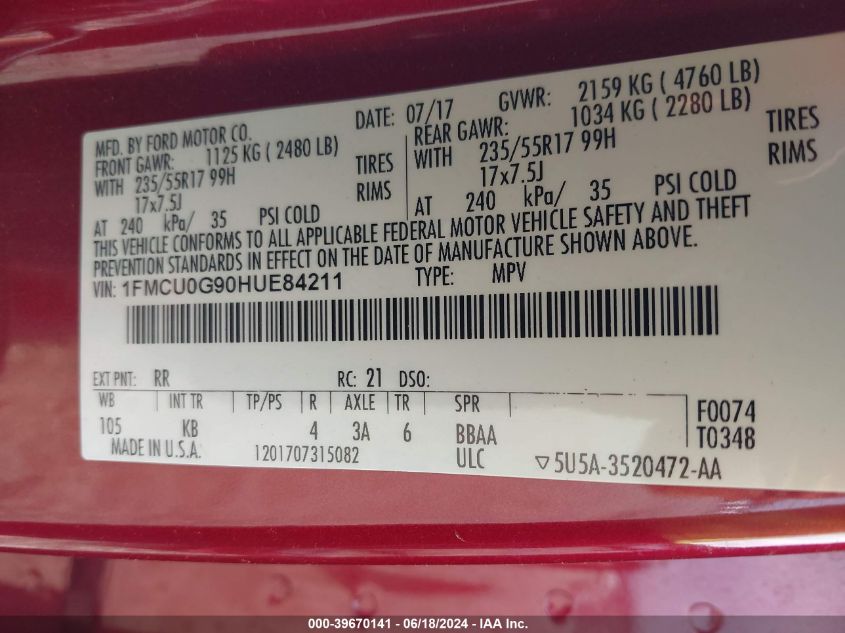 MFD. BY FORD MOTOR CO.
DATE: 07/17 GVWR: 2159 KG ( 4760 LB)
FRONT GAWR: 1125 KG ( 2480 LB)
REAR GAWR: 1034 KG ( 2280 LB)
WITH 235/55R17 99H TIRES
WITH 235/55R17 99H TIRES
17x7.5J RIMS
17x7.5J RIMS
AT 240 kPa/ 35 PSI COLD
AT 240 kPa/ 35 PSI COLD
THIS VEHICLE CONFORMS TO ALL APPLICABLE FEDERAL MOTOR VEHICLE SAFETY AND THEFT
PREVENTION STANDARDS IN EFFECT ON THE DATE OF MANUFACTURE SHOWN ABOVE.
VIN: 1FMCU0G90HUE84211 TYPE: MPV
EXT PNT: RR RC: 21 DSO:
WB INT TR TP/PS R AXLE TR SPR
105 KB 4 3A 6 BBAA
F0074
T0348
MADE IN U.S.A. 1201707315082 ULC ▽5U5A-3520472-AA
000-39670141 - 06/18/2024 - IAA Inc.